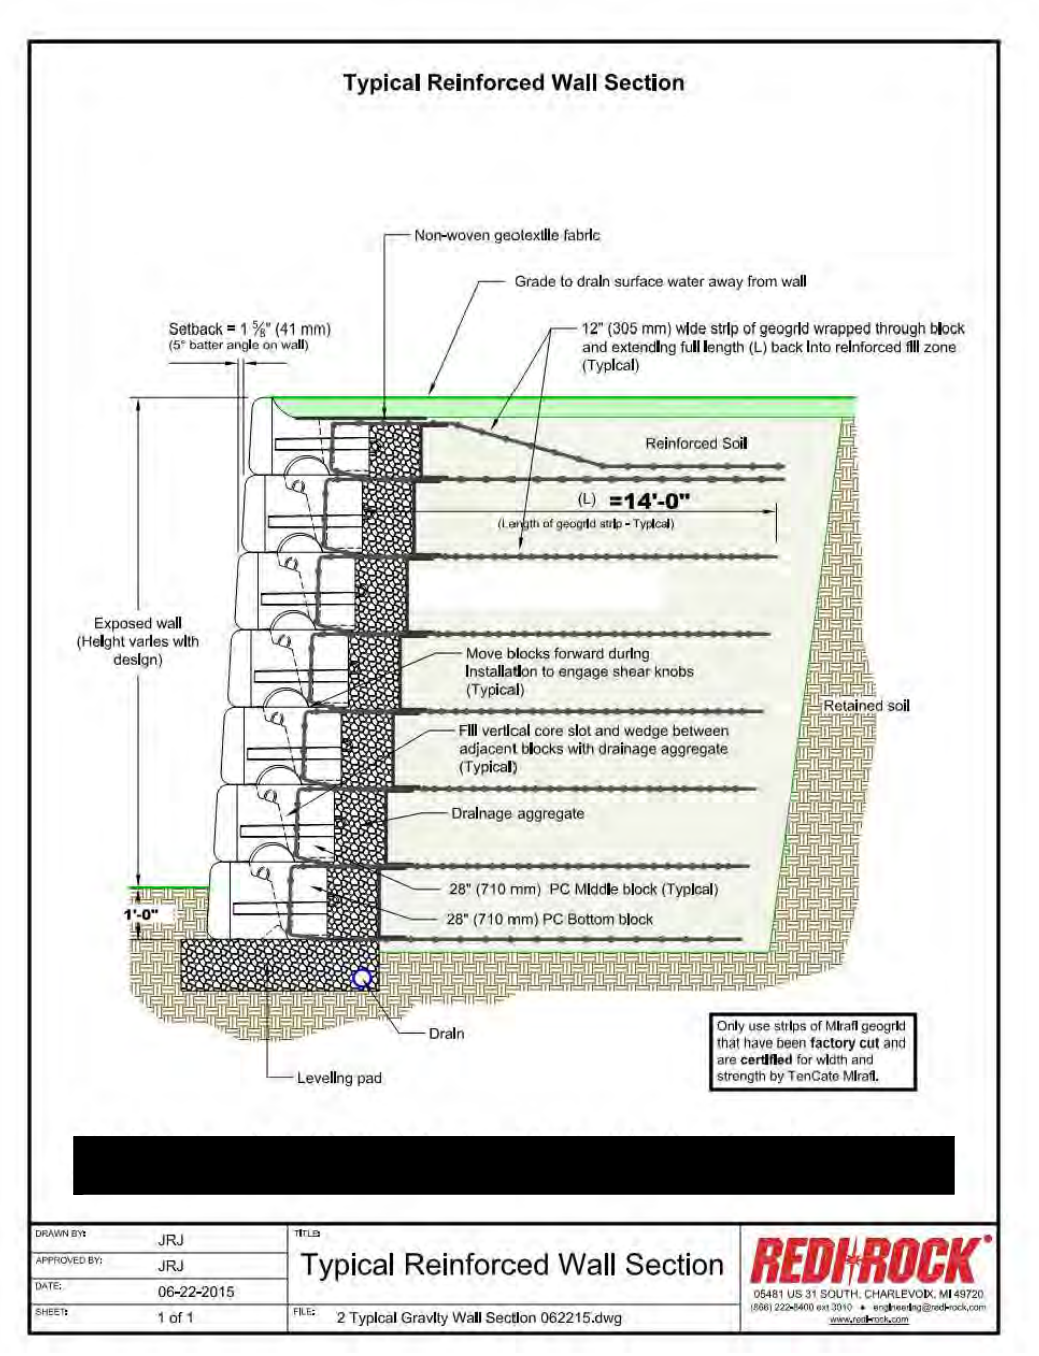 Typical Reinforced Wall Section
Non-woven geotextile fabric
Grade to drain surface water away from wall
Setback = 1 ⅝" (41 mm)
(5° batter angle on wall)
12" (305 mm) wide strip of geogrid wrapped through block
and extending full length (L) back into reinforced fill zone
(Typical)
Reinforced Soil
(L) =14'-0"
(Length of geogrid strip - Typical)
Exposed wall
(Height varies with
design)
Move blocks forward during
installation to engage shear knobs
(Typical)
Retained soil
Fill vertical core slot and wedge between
adjacent blocks with drainage aggregate
(Typical)
Drainage aggregate
28" (710 mm) PC Middle block (Typical)
1'-0"
28" (710 mm) PC Bottom block
Drain
Leveling pad
Only use strips of Mirafi geogrid
that have been factory cut and
are certified for width and
strength by TenCate Mirafi.
DRAWN BY: JRJ
APPROVED BY: JRJ
DATE: 06-22-2015
SHEET: 1 of 1
TITLE:
Typical Reinforced Wall Section
FILE: 2 Typical Gravity Wall Section 062215.dwg
REDI-ROCK
05481 US 31 SOUTH, CHARLEVOIX, MI 49720
(866) 222-8400 ext 3010 engineering@redi-rock.com
www.redi-rock.com